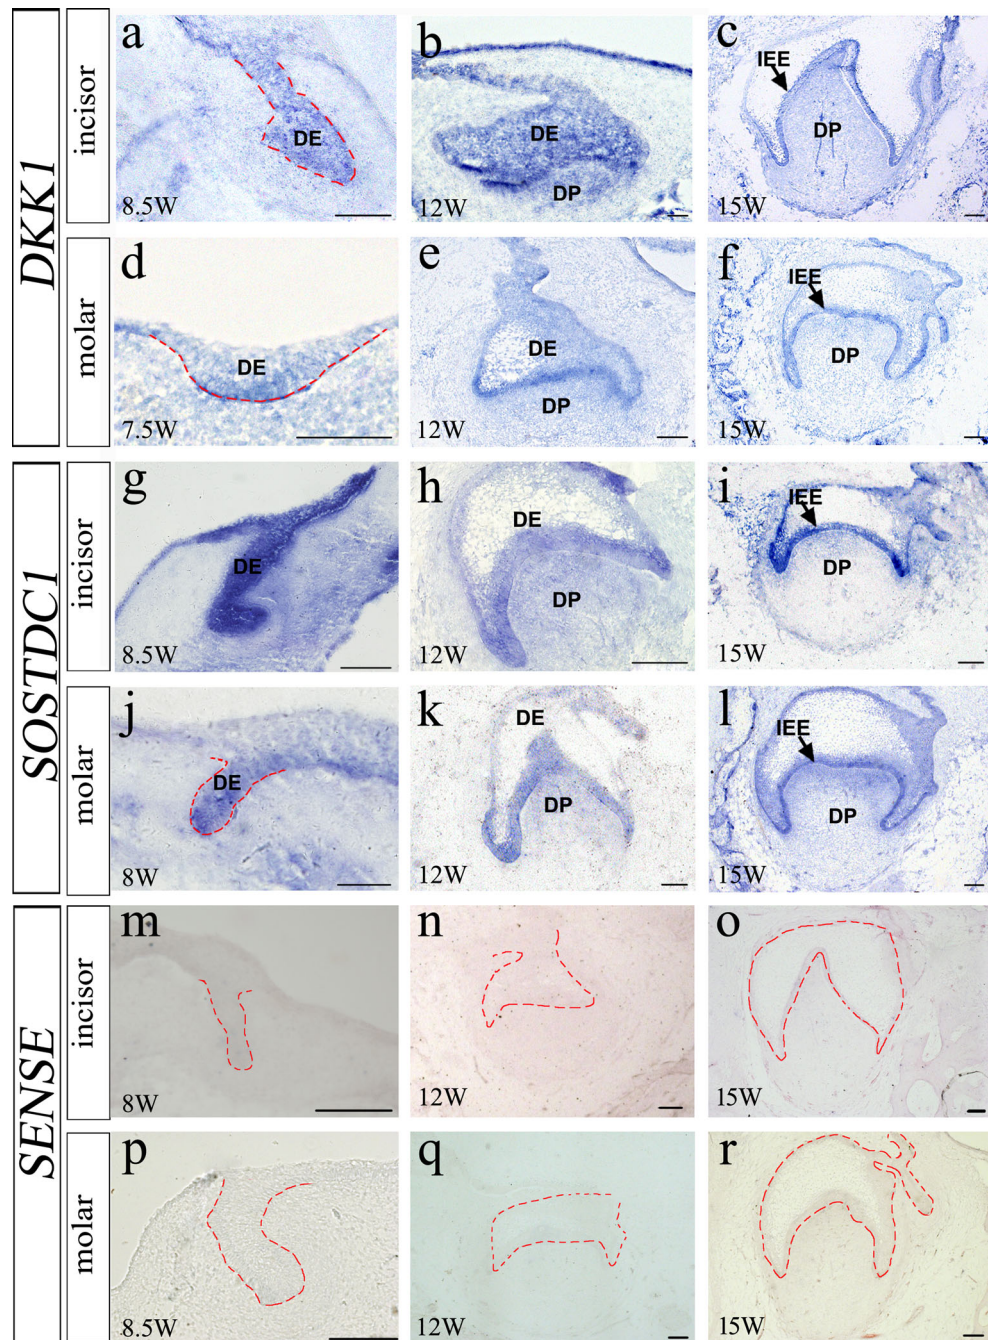 DKK1
incisor
a
DE
8.5W
b
DE
DP
12W
c
IEE
DP
15W
molar
d
DE
7.5W
e
DE
DP
12W
f
IEE
DP
15W
SOSTDC1
incisor
g
DE
8.5W
h
DE
DP
12W
i
IEE
DP
15W
molar
j
DE
8W
k
DE
DP
12W
l
IEE
DP
15W
SENSE
incisor
m
8W
n
12W
o
15W
molar
p
8.5W
q
12W
r
15W